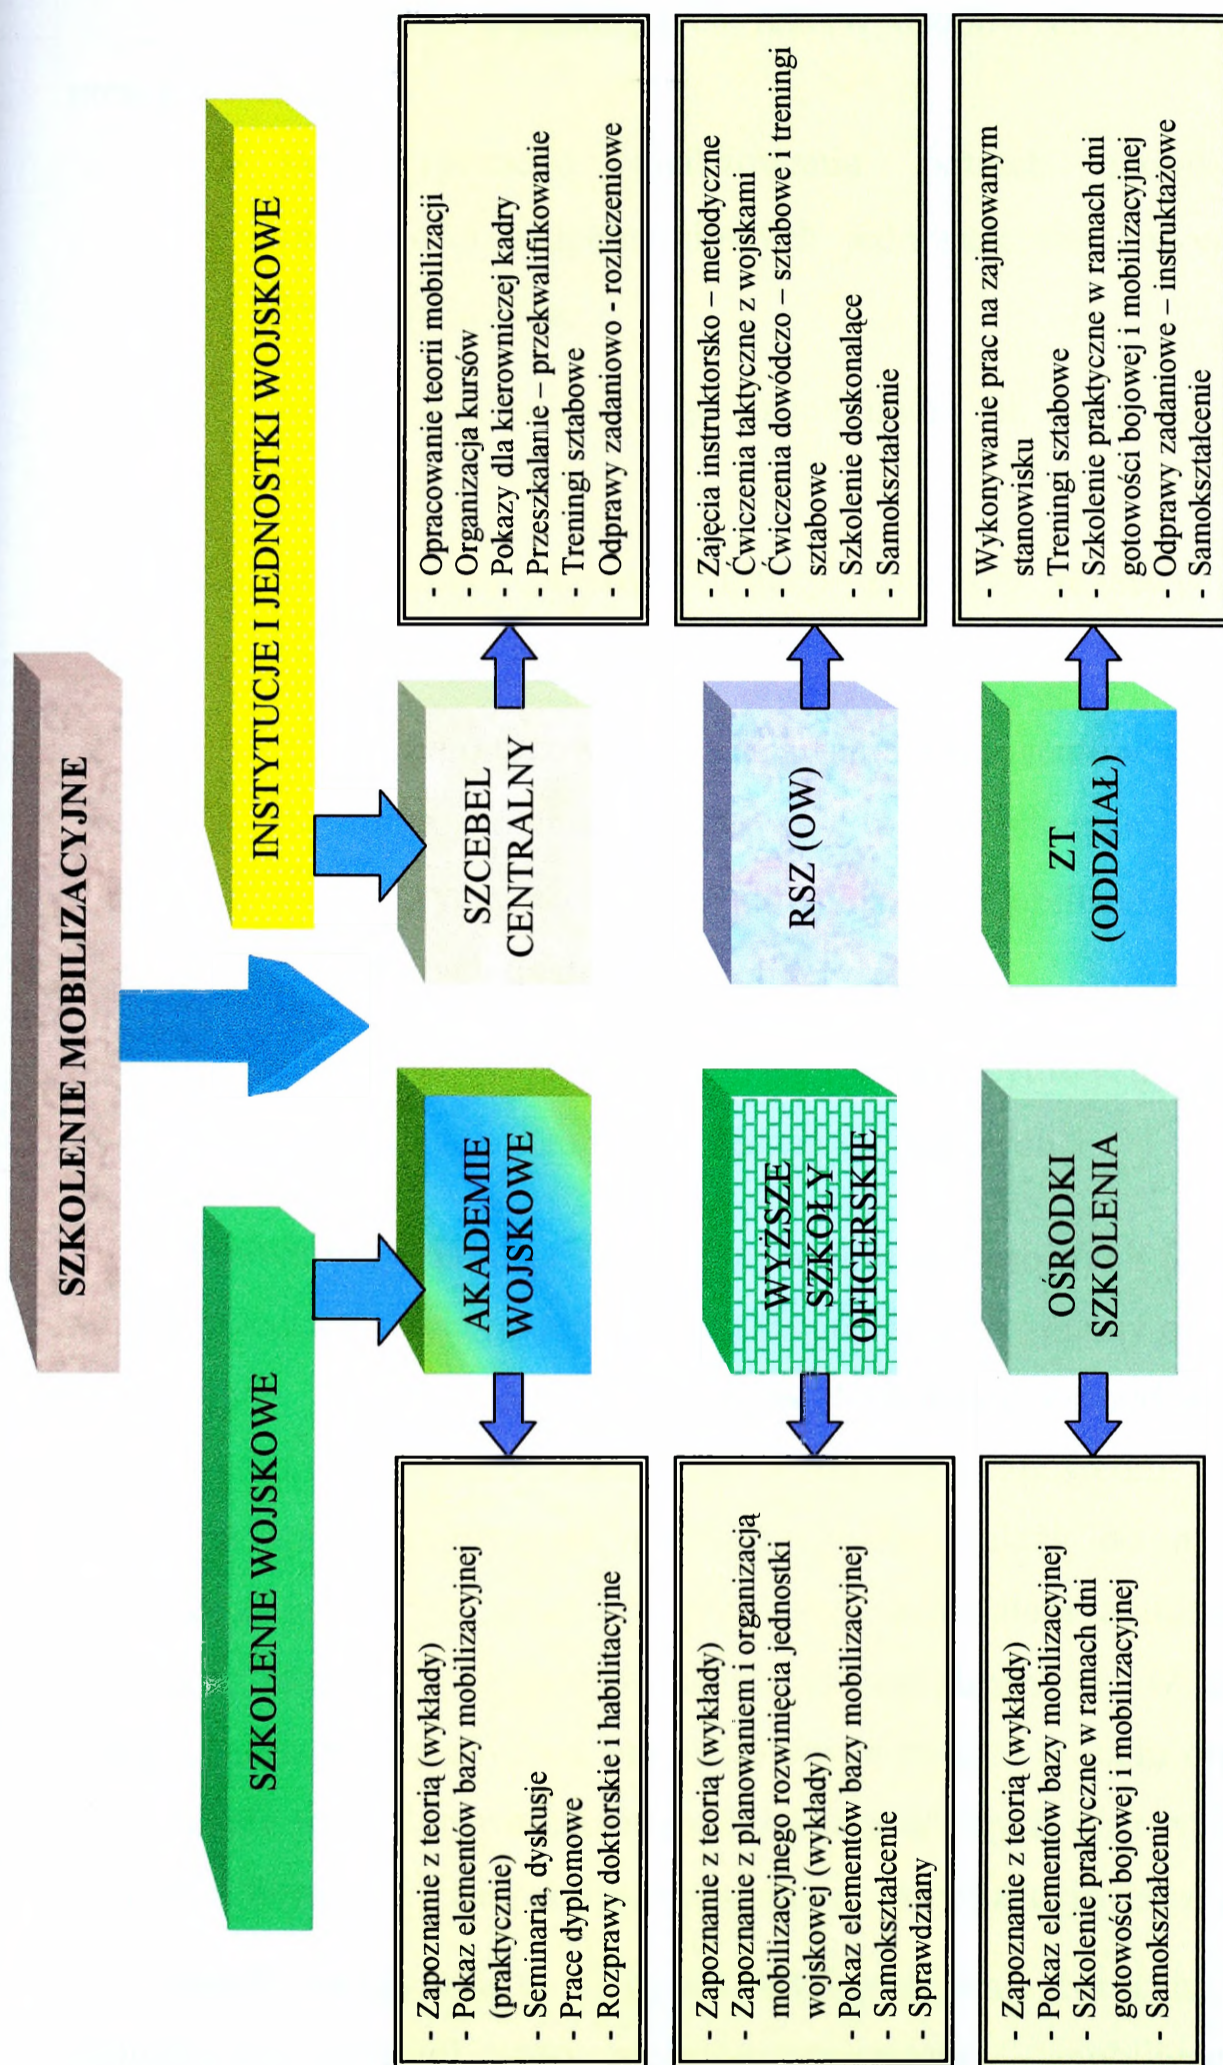 SZKOLENIE MOBILIZACYJNE
SZKOLENIE WOJSKOWE
INSTYTUCJE I JEDNOSTKI WOJSKOWE
- Zapoznanie z teorią (wykłady)
- Pokaz elementów bazy mobilizacyjnej
(praktycznie)
- Seminaria, dyskusje
- Prace dyplomowe
- Rozprawy doktorskie i habilitacyjne
AKADEMIE
WOJSKOWE
SZCEBEL
CENTRALNY
- Opracowanie teorii mobilizacji
- Organizacja kursów
- Pokazy dla kierowniczej kadry
- Przeszkalanie – przekwalifikowanie
- Treningi sztabowe
- Odprawy zadaniowo - rozliczeniowe
- Zapoznanie z teorią (wykłady)
- Zapoznanie z planowaniem i organizacją
mobilizacyjnego rozwinięcia jednostki
wojskowej (wykłady)
- Pokaz elementów bazy mobilizacyjnej
- Samokształcenie
- Sprawdziany
WYŻSZE
SZKOŁY
OFICERSKIE
RSZ (OW)
- Zajęcia instruktorsko – metodyczne
- Ćwiczenia taktyczne z wojskami
- Ćwiczenia dowódczo – sztabowe i treningi
sztabowe
- Szkolenie doskonalące
- Samokształcenie
- Zapoznanie z teorią (wykłady)
- Pokaz elementów bazy mobilizacyjnej
- Szkolenie praktyczne w ramach dni
gotowości bojowej i mobilizacyjnej
- Samokształcenie
OŚRODKI
SZKOLENIA
ZT
(ODDZIAŁ)
- Wykonywanie prac na zajmowanym
stanowisku
- Treningi sztabowe
- Szkolenie praktyczne w ramach dni
gotowości bojowej i mobilizacyjnej
- Odprawy zadaniowe – instruktażowe
- Samokształcenie